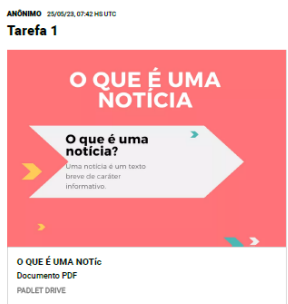 ANÔNIMO 25/05/23, 07:42 HS UTC
Tarefa 1
O QUE É UMA
NOTÍCIA
O que é uma
notícia?
Uma notícia é um texto
breve de caráter
informativo.
O QUE É UMA NOTíc
Documento PDF
PADLET DRIVE